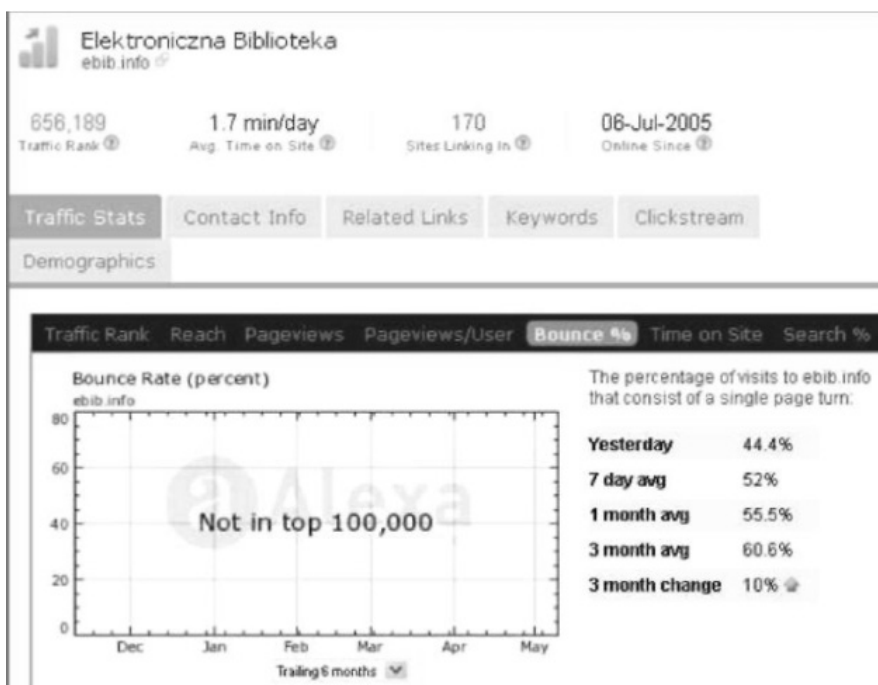 Elektroniczna Biblioteka
ebib.info
656,189
Traffic Rank
1.7 min/day
Avg. Time on Site
170
Sites Linking In
06-Jul-2005
Online Since
Traffic Stats Contact Info Related Links Keywords Clickstream
Demographics
Traffic Rank Reach Pageviews Pageviews/User Bounce % Time on Site Search %
Bounce Rate (percent)
ebib.info
80
60
40
20
0
Alexa
Not in top 100,000
Dec Jan Feb Mar Apr May
Trailing 6 months
The percentage of visits to ebib.info
that consist of a single page turn:
Yesterday 44.4%
7 day avg 52%
1 month avg 55.5%
3 month avg 60.6%
3 month change 10%